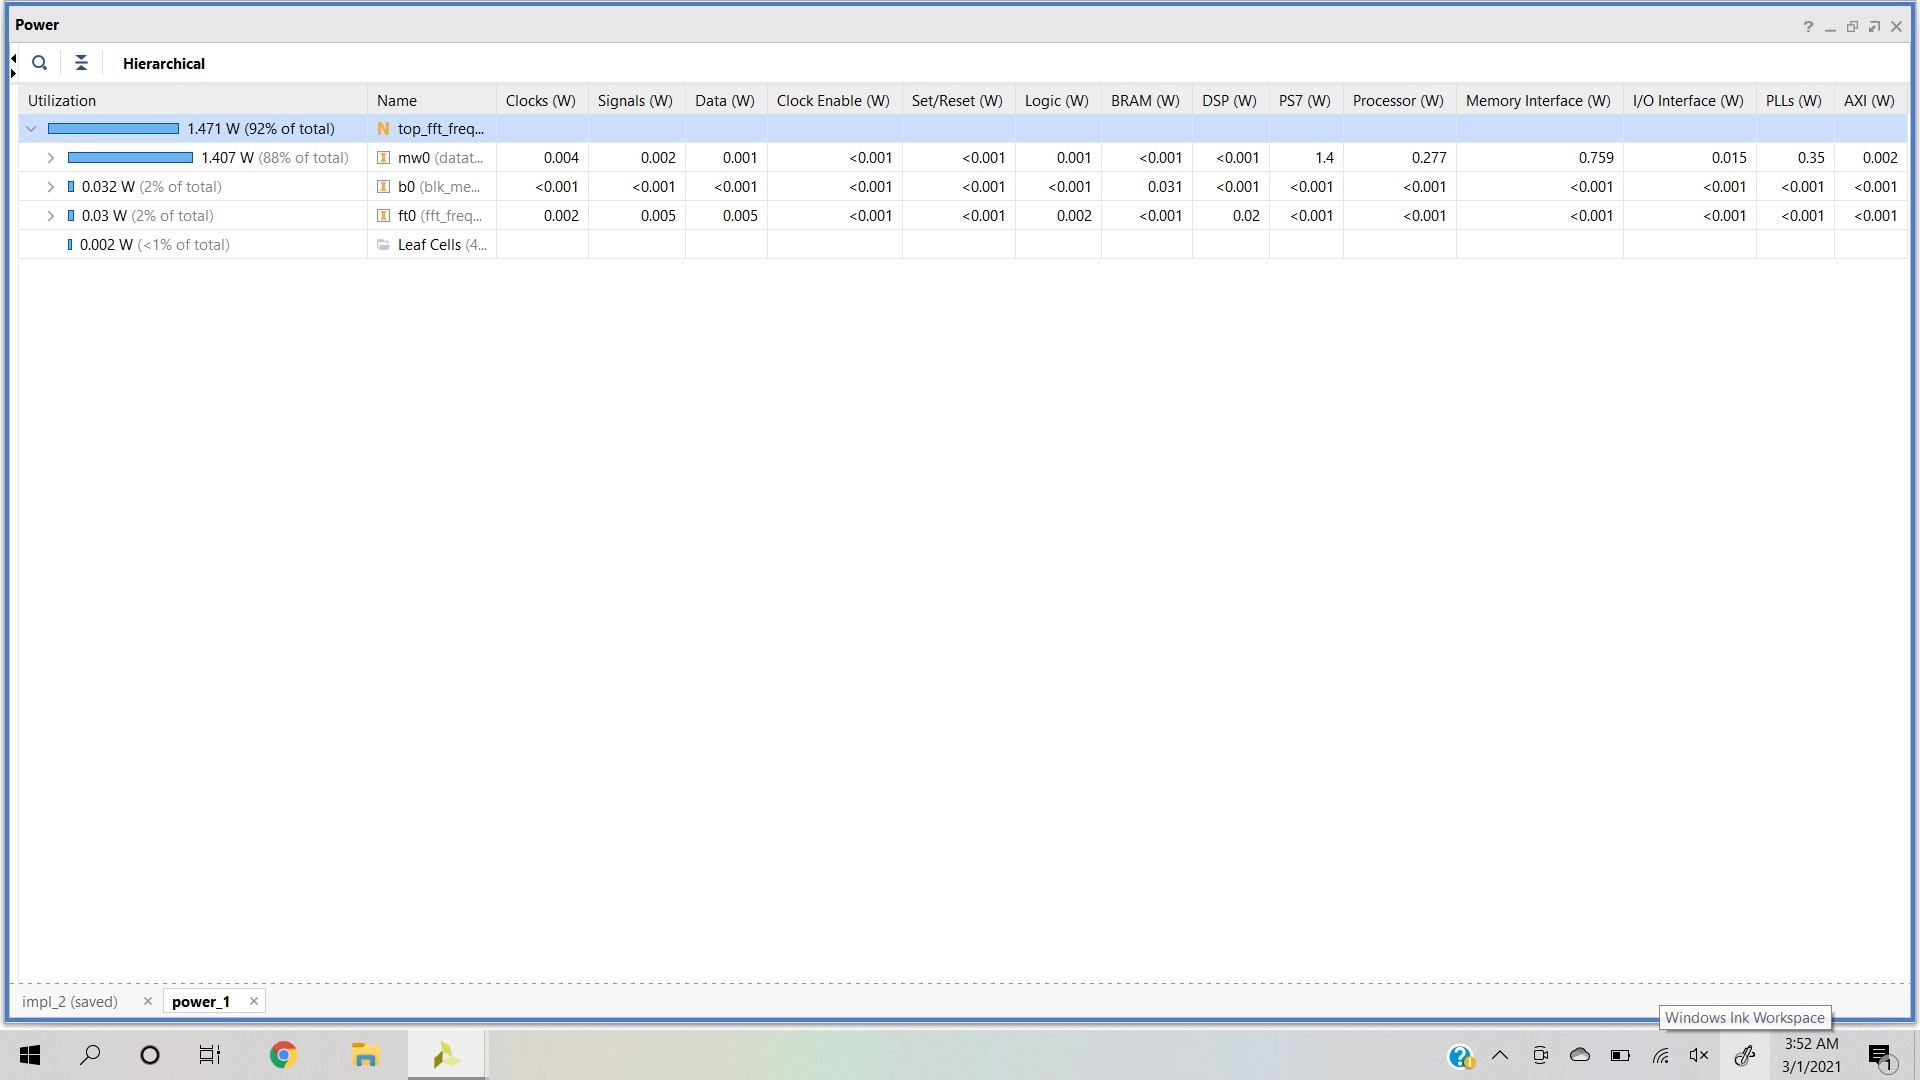 Power
Hierarchical
Utilization Name Clocks (W) Signals (W) Data (W) Clock Enable (W) Set/Reset (W) Logic (W) BRAM (W) DSP (W) PS7 (W) Processor (W) Memory Interface (W) I/O Interface (W) PLLs (W) AXI (W)
1.471 W (92% of total) N top_fft_freq...
1.407 W (88% of total) I mw0 (datat... 0.004 0.002 0.001 <0.001 <0.001 0.001 <0.001 <0.001 1.4 0.277 0.759 0.015 0.35 0.002
0.032 W (2% of total) I b0 (blk_me... <0.001 <0.001 <0.001 <0.001 <0.001 <0.001 0.031 <0.001 <0.001 <0.001 <0.001 <0.001 <0.001 <0.001
0.03 W (2% of total) I ft0 (fft_freq... 0.002 0.005 0.005 <0.001 <0.001 0.002 <0.001 0.02 <0.001 <0.001 <0.001 <0.001 <0.001 <0.001
0.002 W (<1% of total) Leaf Cells (4...
impl_2 (saved) power_1
Windows Ink Workspace
3:52 AM
3/1/2021
1